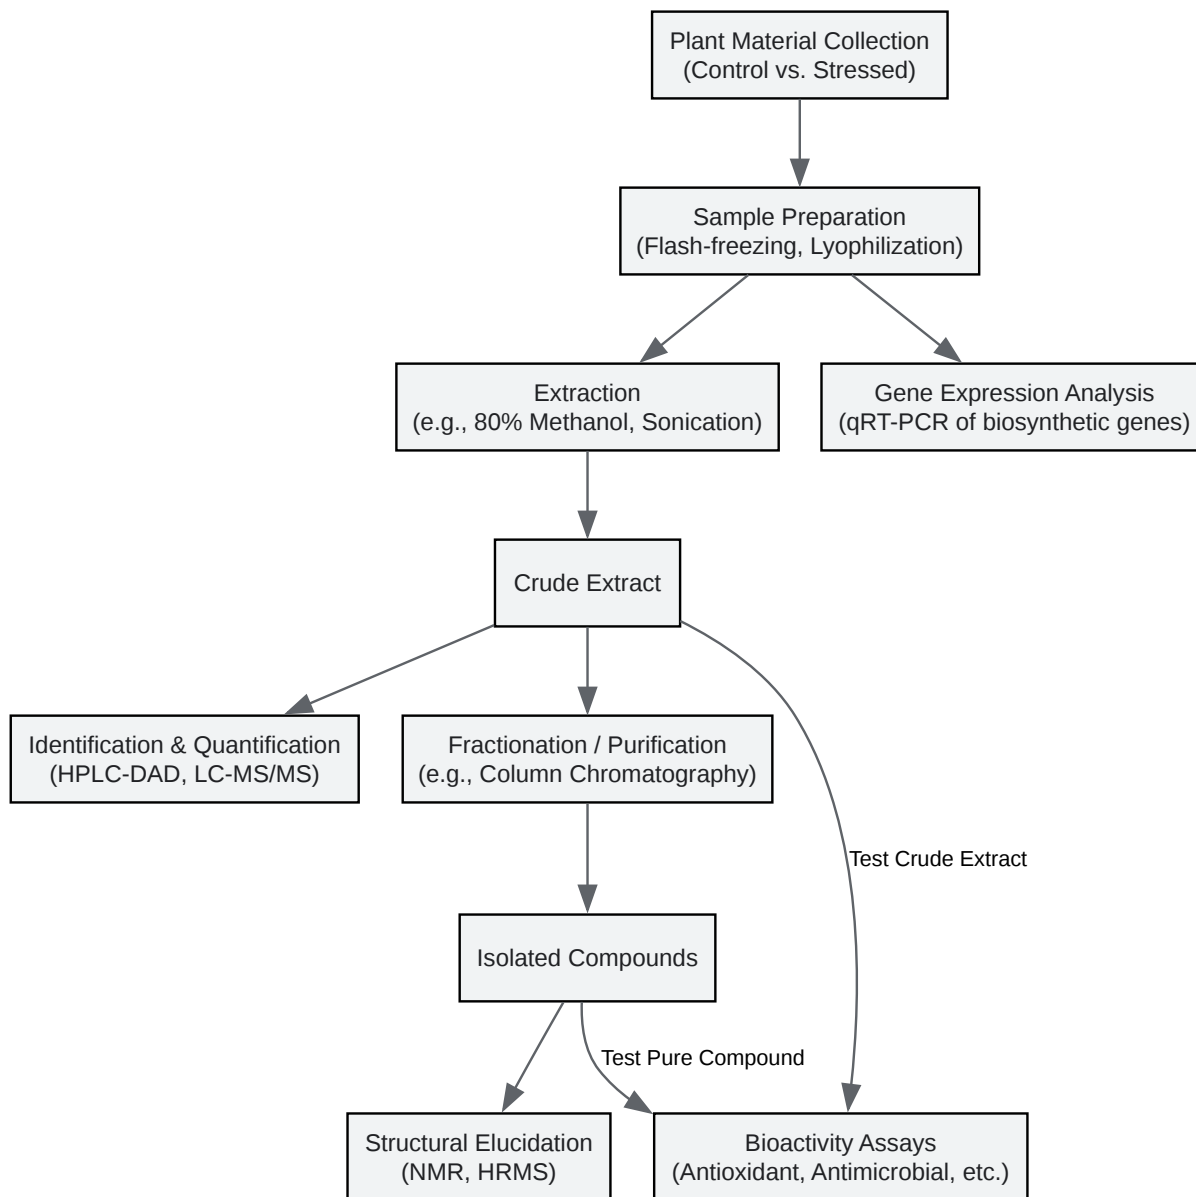 Plant Material Collection
(Control vs. Stressed)
Sample Preparation
(Flash-freezing, Lyophilization)
Extraction
(e.g., 80% Methanol, Sonication)
Gene Expression Analysis
(qRT-PCR of biosynthetic genes)
Crude Extract
Identification & Quantification
(HPLC-DAD, LC-MS/MS)
Fractionation / Purification
(e.g., Column Chromatography)
Test Crude Extract
Isolated Compounds
Test Pure Compound
Structural Elucidation
(NMR, HRMS)
Bioactivity Assays
(Antioxidant, Antimicrobial, etc.)